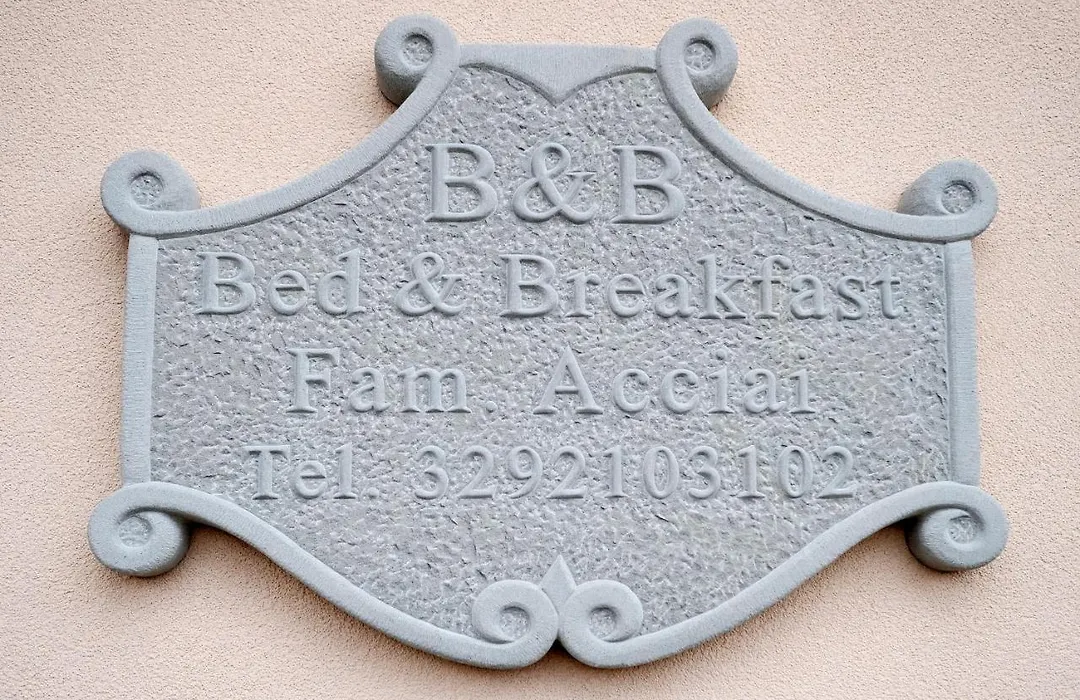 B&B
Bed & Breakfast
Fam. Acciai
Tel. 3292103102